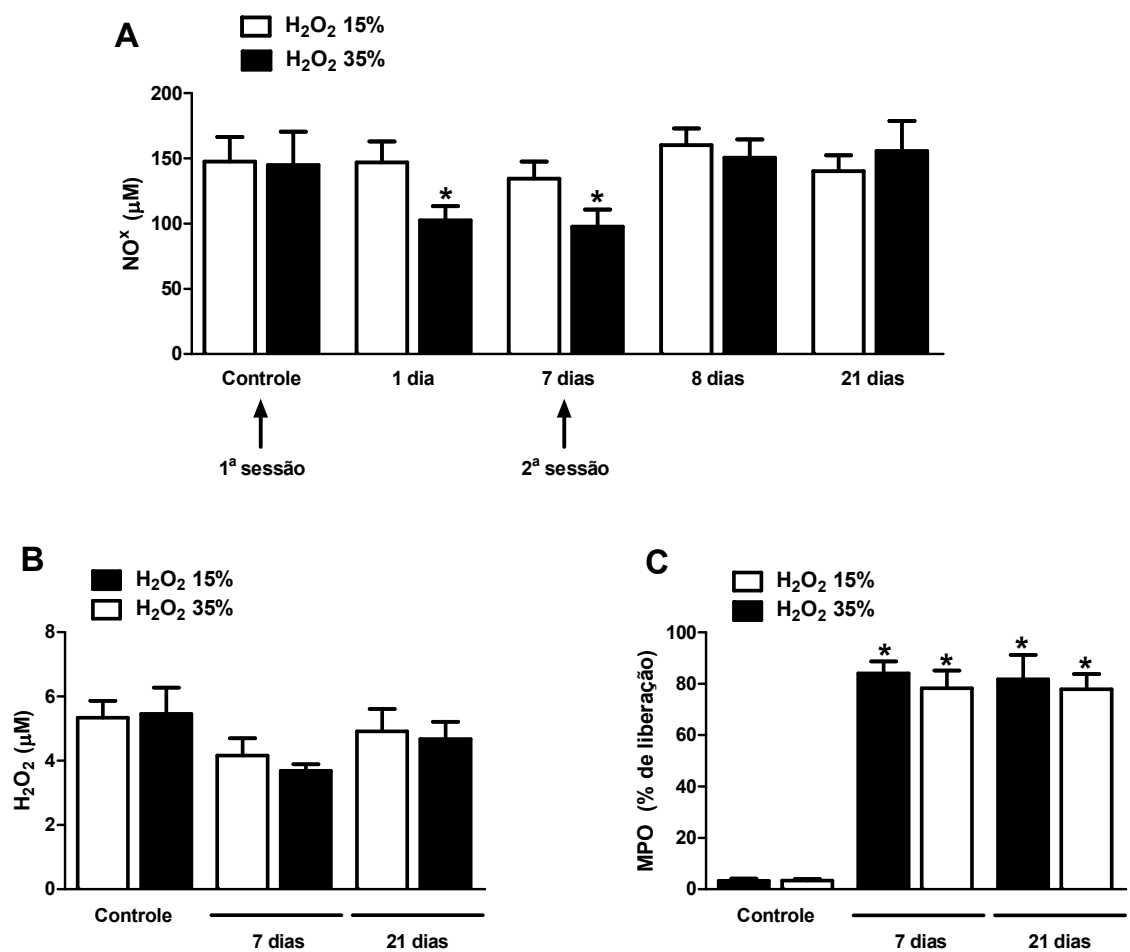 A
H₂O₂ 15%
H₂O₂ 35%
200
150
100
50
0
NOˣ (µM)
* *
Controle 1 dia 7 dias 8 dias 21 dias
1ª sessão 2ª sessão
B
H₂O₂ 15%
H₂O₂ 35%
8
6
4
2
0
H₂O₂ (µM)
Controle
7 dias 21 dias
C
H₂O₂ 15%
H₂O₂ 35%
100
80
60
40
20
0
MPO (% de liberação)
* * * *
Controle
7 dias 21 dias